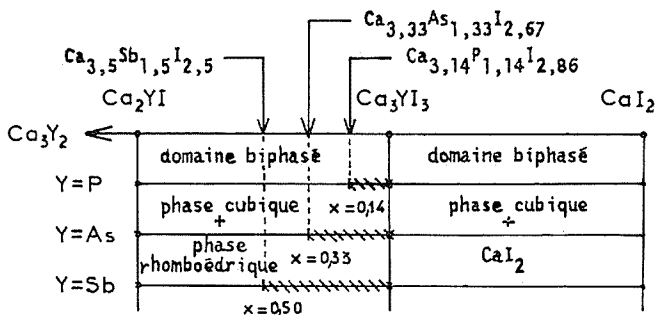 Ca3,33As1,33I2,67
Ca3,5Sb1,5I2,5
Ca3,14P1,14I2,86
Ca2YI
Ca3YI3
CaI2
Ca3Y2
domaine biphasé
domaine biphasé
Y=P
phase cubique
x=0,14
phase cubique
+
÷
Y=As
phase
rhomboëdrique
x=0,33
CaI2
Y=Sb
x=0,50